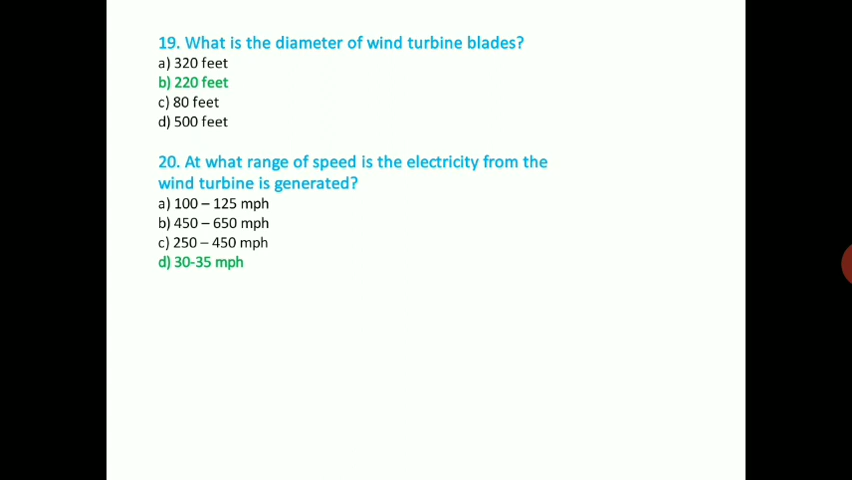 19. What is the diameter of wind turbine blades?
a) 320 feet
b) 220 feet
c) 80 feet
d) 500 feet
20. At what range of speed is the electricity from the
wind turbine is generated?
a) 100 – 125 mph
b) 450 – 650 mph
c) 250 – 450 mph
d) 30-35 mph